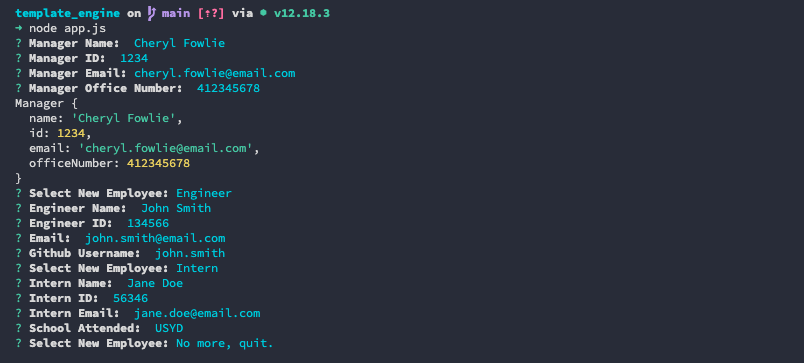 template_engine on main [↑?] via ● v12.18.3
→ node app.js
? Manager Name: Cheryl Fowlie
? Manager ID: 1234
? Manager Email: cheryl.fowlie@email.com
? Manager Office Number: 412345678
Manager {
  name: 'Cheryl Fowlie',
  id: 1234,
  email: 'cheryl.fowlie@email.com',
  officeNumber: 412345678
}
? Select New Employee: Engineer
? Engineer Name: John Smith
? Engineer ID: 134566
? Email: john.smith@email.com
? Github Username: john.smith
? Select New Employee: Intern
? Intern Name: Jane Doe
? Intern ID: 56346
? Intern Email: jane.doe@email.com
? School Attended: USYD
? Select New Employee: No more, quit.